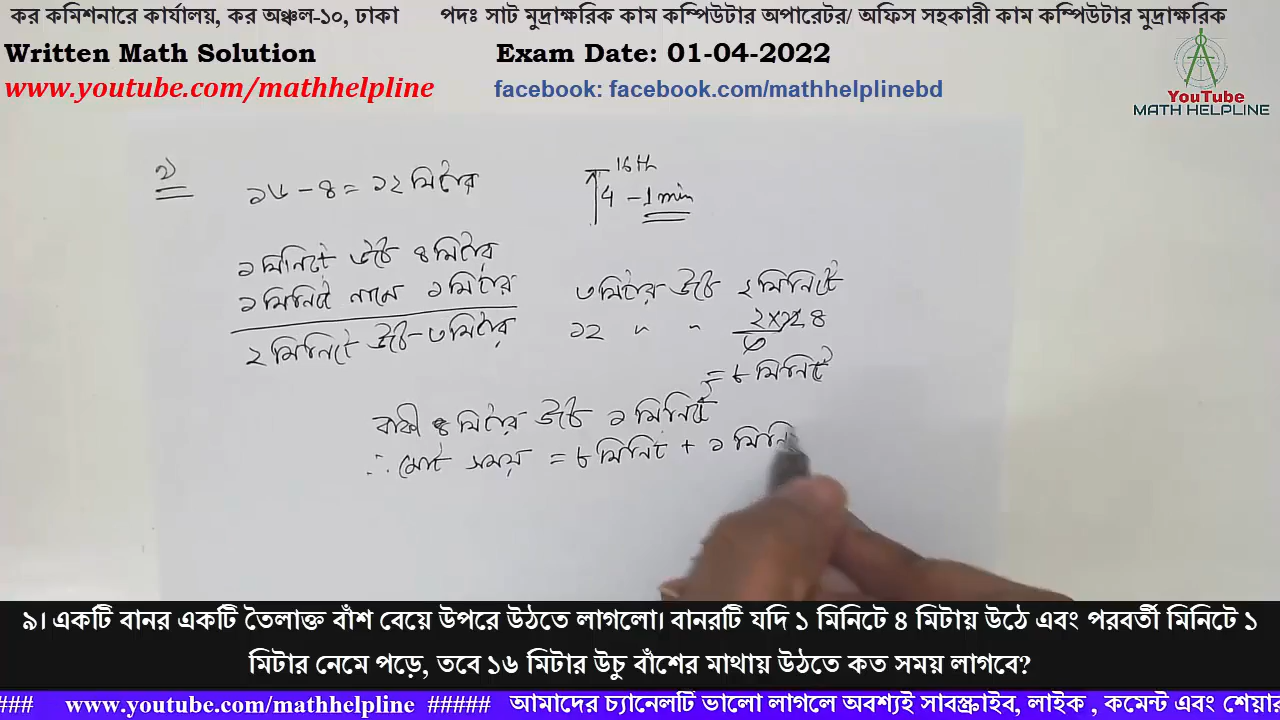 কর কমিশনারে কার্যালয়, কর অঞ্চল-১০, ঢাকা পদঃ সাট মুদ্রাক্ষরিক কাম কম্পিউটার অপারেটর/ অফিস সহকারী কাম কম্পিউটার মুদ্রাক্ষরিক
Written Math Solution Exam Date: 01-04-2022
www.youtube.com/mathhelpline facebook: facebook.com/mathhelplinebd
YouTube
MATH HELPLINE
১৬ - ৪ = ১২ মিটার
16th
4 - 1 min
১ মিনিটে উঠে ৪ মিটার
১ মিনিটে নামে ১ মিটার
২ মিনিটে উঠে ৩ মিটার
৩ মিটার উঠে ২ মিনিটে
১২ " " ২×১২ ৪
৩
= ৮ মিনিটে
বাকী ৪ মিটার উঠে ১ মিনিটে
∴ মোট সময় = ৮ মিনিট + ১ মিনি
৯। একটি বানর একটি তৈলাক্ত বাঁশ বেয়ে উপরে উঠতে লাগলো। বানরটি যদি ১ মিনিটে ৪ মিটায় উঠে এবং পরবর্তী মিনিটে ১
মিটার নেমে পড়ে, তবে ১৬ মিটার উচু বাঁশের মাথায় উঠতে কত সময় লাগবে?
### www.youtube.com/mathhelpline ##### আমাদের চ্যানেলটি ভালো লাগলে অবশ্যই সাবস্ক্রাইব, লাইক , কমেন্ট এবং শেয়ার